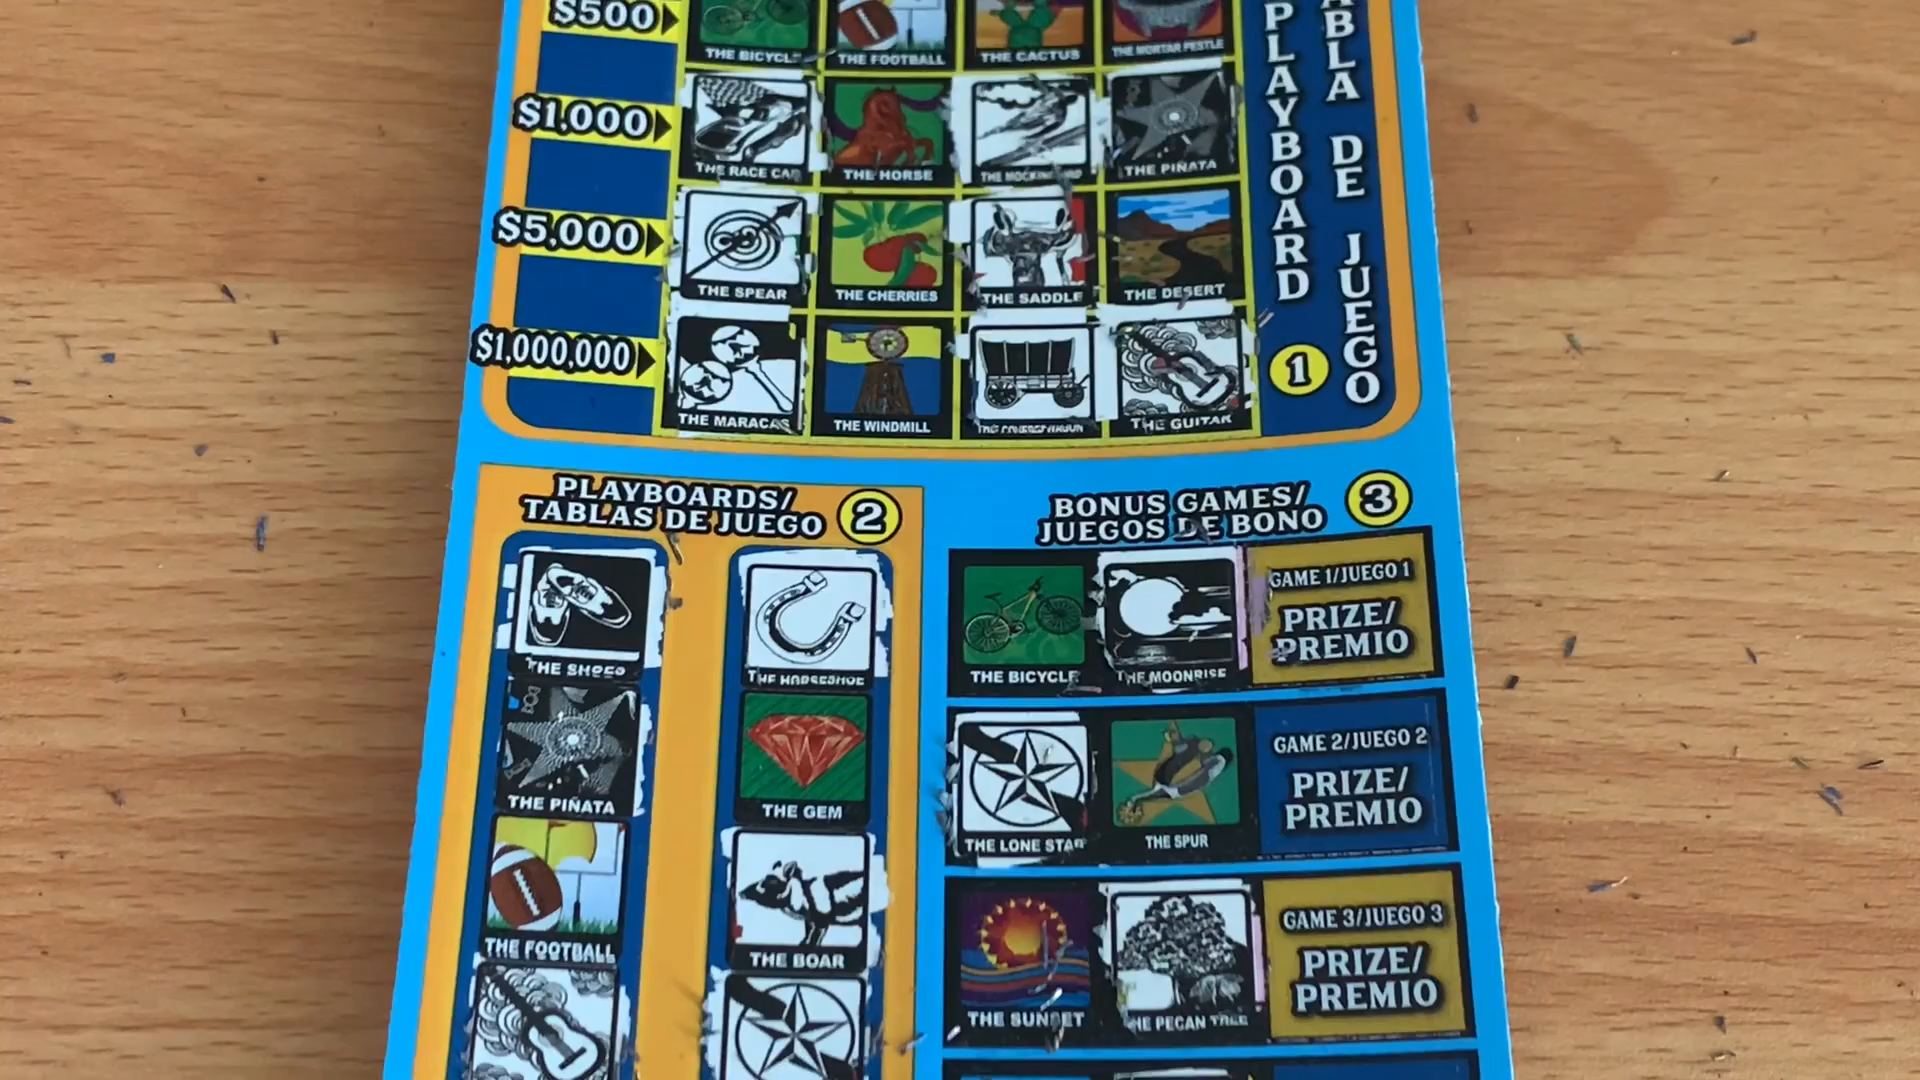 $500
THE BICYCLE THE FOOTBALL THE CACTUS THE MORTAR PESTLE
$1,000
THE RACE CAR THE HORSE THE MOCKINGBIRD THE PIÑATA
$5,000
THE SPEAR THE CHERRIES THE SADDLE THE DESERT
$1,000,000
THE MARACAS THE WINDMILL THE COVERED WAGON THE GUITAR
PLAYBOARD
TABLA DE JUEGO
1
PLAYBOARDS/
TABLAS DE JUEGO
2
THE SHOES
THE PIÑATA
THE FOOTBALL
THE HORSESHOE
THE GEM
THE BOAR
BONUS GAMES/
JUEGOS DE BONO
3
THE BICYCLE THE MOONRISE
GAME 1/JUEGO 1
PRIZE/
PREMIO
THE LONE STAR THE SPUR
GAME 2/JUEGO 2
PRIZE/
PREMIO
THE SUNSET THE PECAN TREE
GAME 3/JUEGO 3
PRIZE/
PREMIO